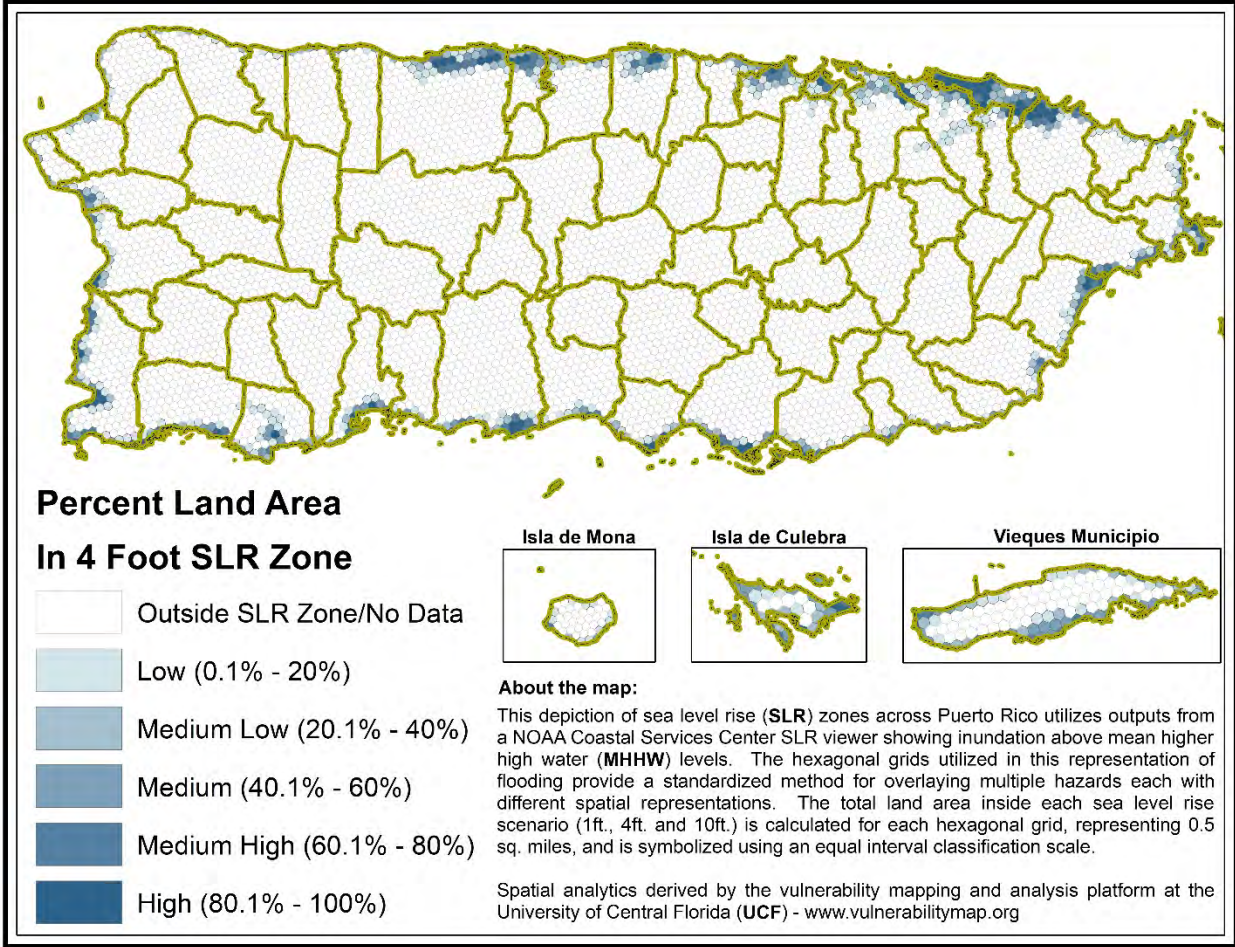 Percent Land Area
In 4 Foot SLR Zone
Outside SLR Zone/No Data
Low (0.1% - 20%)
Medium Low (20.1% - 40%)
Medium (40.1% - 60%)
Medium High (60.1% - 80%)
High (80.1% - 100%)
Isla de Mona
Isla de Culebra
Vieques Municipio
About the map:
This depiction of sea level rise (SLR) zones across Puerto Rico utilizes outputs from
a NOAA Coastal Services Center SLR viewer showing inundation above mean higher
high water (MHHW) levels. The hexagonal grids utilized in this representation of
flooding provide a standardized method for overlaying multiple hazards each with
different spatial representations. The total land area inside each sea level rise
scenario (1ft., 4ft. and 10ft.) is calculated for each hexagonal grid, representing 0.5
sq. miles, and is symbolized using an equal interval classification scale.
Spatial analytics derived by the vulnerability mapping and analysis platform at the
University of Central Florida (UCF) - www.vulnerabilitymap.org